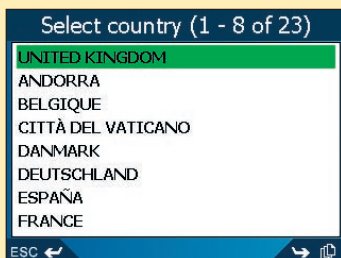 Select country (1 - 8 of 23)
UNITED KINGDOM
ANDORRA
BELGIQUE
CITTÀ DEL VATICANO
DANMARK
DEUTSCHLAND
ESPAÑA
FRANCE
ESC